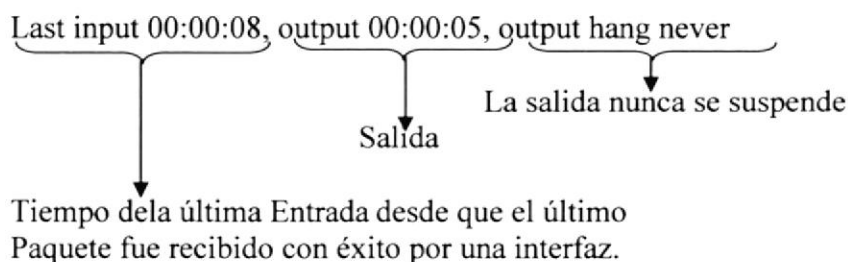 Last input 00:00:08, output 00:00:05, output hang never
La salida nunca se suspende
Salida
Tiempo dela última Entrada desde que el último
Paquete fue recibido con éxito por una interfaz.